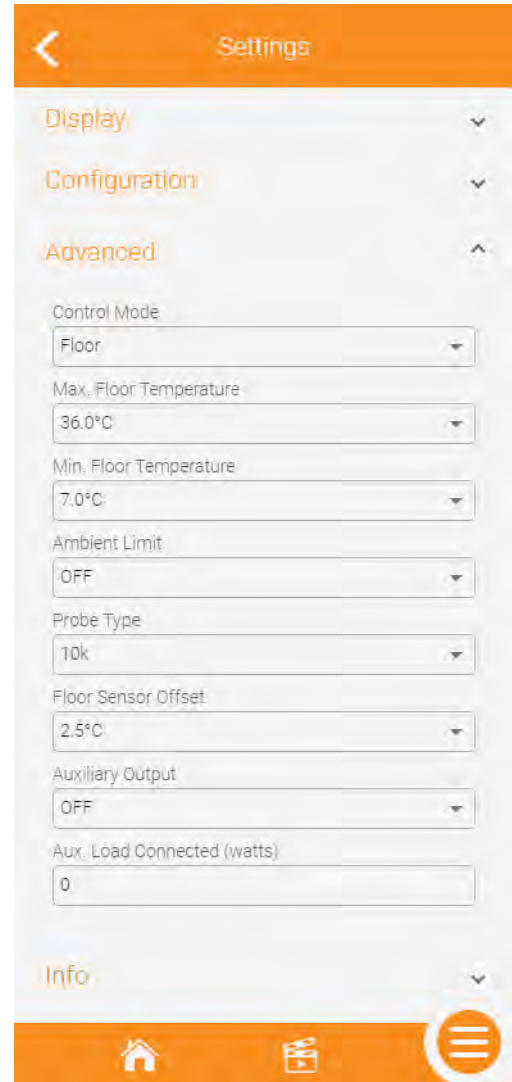 Settings
Display
Configuration
Advanced
Control Mode
Floor
Max. Floor Temperature
36.0°C
Min. Floor Temperature
7.0°C
Ambient Limit
OFF
Probe Type
10k
Floor Sensor Offset
2.5°C
Auxiliary Output
OFF
Aux. Load Connected (watts)
0
Info